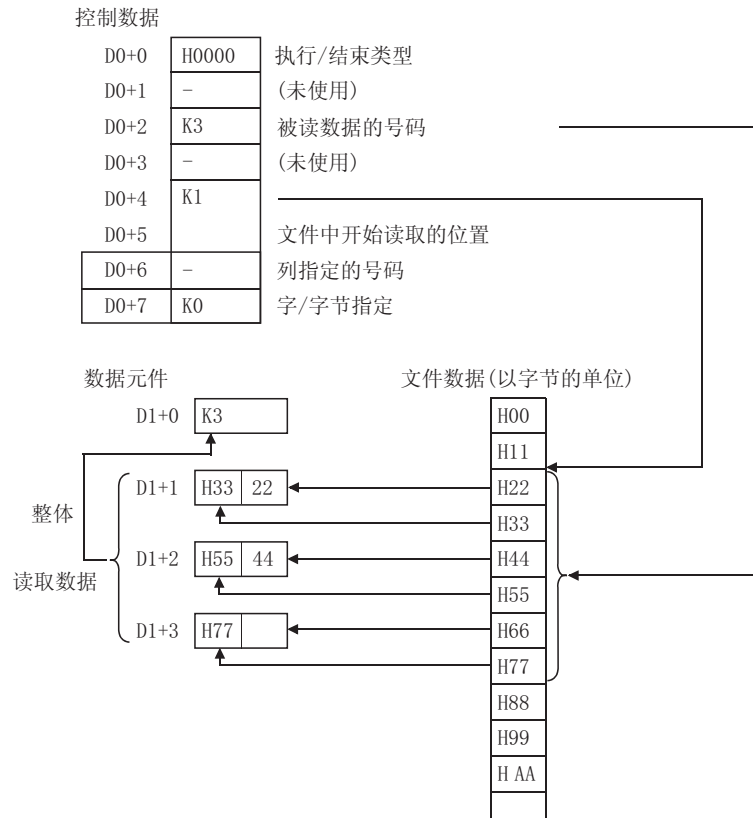 控制数据
D0+0 H0000 执行/结束类型
D0+1 - (未使用)
D0+2 K3 被读数据的号码
D0+3 - (未使用)
D0+4 K1
D0+5 文件中开始读取的位置
D0+6 - 列指定的号码
D0+7 K0 字/字节指定
数据元件 文件数据(以字节的单位)
D1+0 K3 H00
H11
D1+1 H33 22 H22
整体 H33
D1+2 H55 44 H44
读取数据 H55
D1+3 H77 H66
H77
H88
H99
H AA